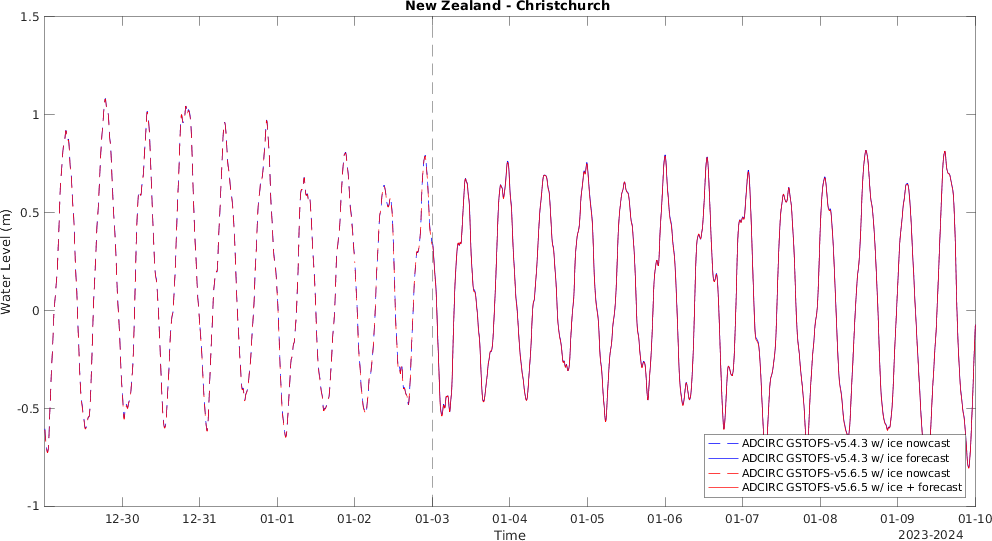 New Zealand - Christchurch
1.5
1
0.5
0
-0.5
-1
Water Level (m)
12-30 12-31 01-01 01-02 01-03 01-04 01-05 01-06 01-07 01-08 01-09 01-10
Time
2023-2024
ADCIRC GSTOFS-v5.4.3 w/ ice nowcast
ADCIRC GSTOFS-v5.4.3 w/ ice forecast
ADCIRC GSTOFS-v5.6.5 w/ ice nowcast
ADCIRC GSTOFS-v5.6.5 w/ ice + forecast